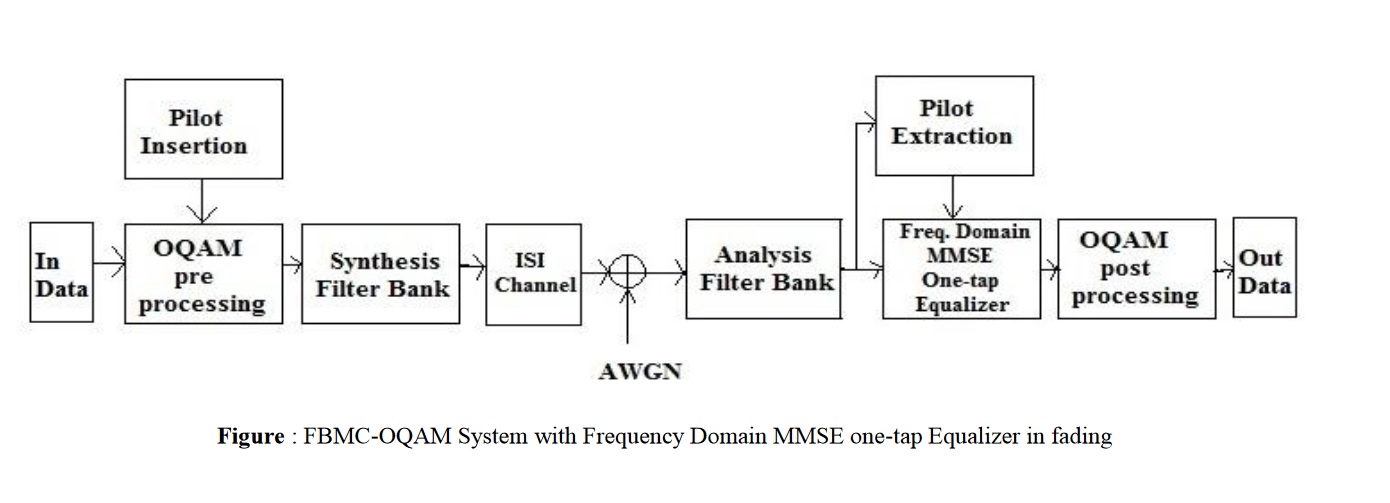 Pilot
Insertion
Pilot
Extraction
In
Data
OQAM
pre
processing
Synthesis
Filter Bank
ISI
Channel
AWGN
Analysis
Filter Bank
Freq. Domain
MMSE
One-tap
Equalizer
OQAM
post
processing
Out
Data
Figure : FBMC-OQAM System with Frequency Domain MMSE one-tap Equalizer in fading